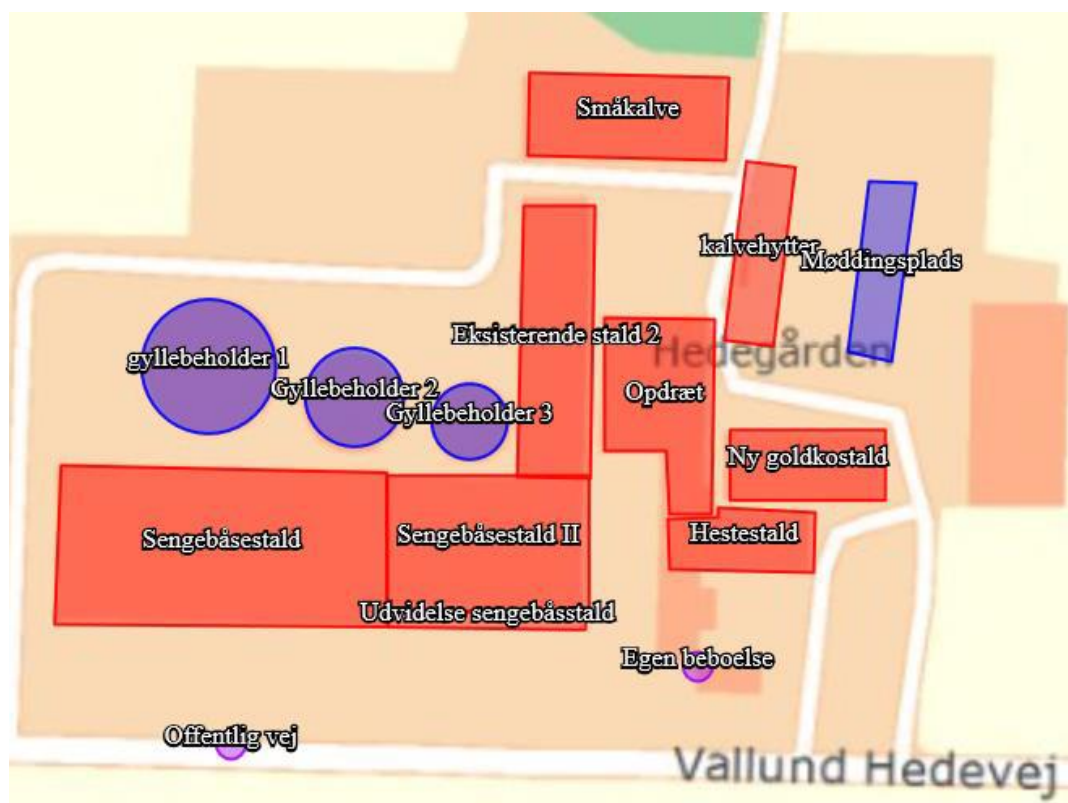 Småkalve
kalvehytter
Møddingsplads
Eksisterende stald 2
Hedegården
gyllebeholder 1
Gyllebeholder 2
Gyllebeholder 3
Opdræt
Ny goldkostald
Sengebåsestald
Sengebåsestald II
Hestestald
Udvidelse sengebåsstald
Egen beboelse
Offentlig vej
Vallund Hedevej